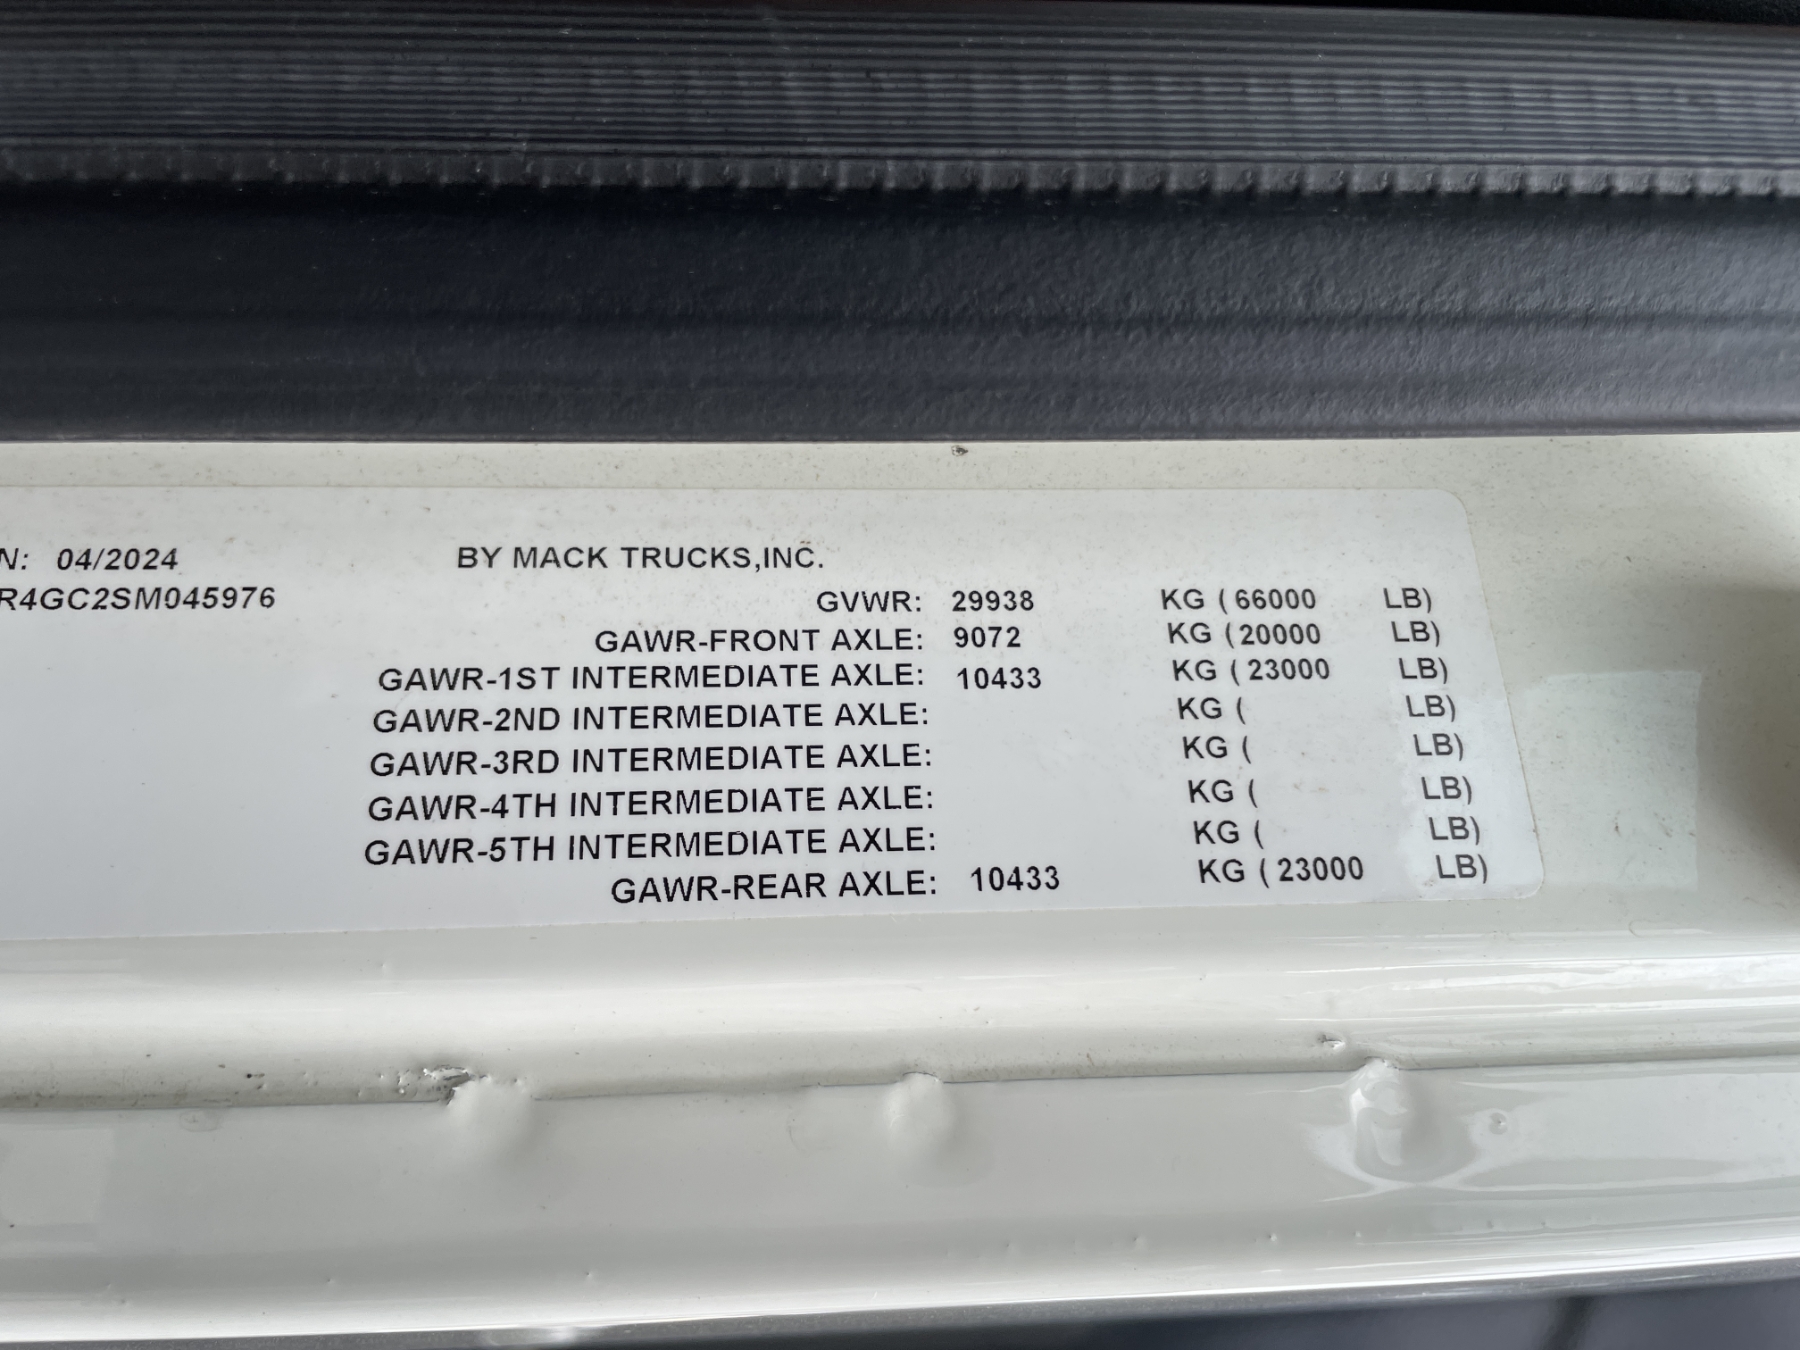 N: 04/2024 BY MACK TRUCKS,INC.
R4GC2SM045976
GVWR: 29938 KG ( 66000 LB)
GAWR-FRONT AXLE: 9072 KG ( 20000 LB)
GAWR-1ST INTERMEDIATE AXLE: 10433 KG ( 23000 LB)
GAWR-2ND INTERMEDIATE AXLE: KG ( LB)
GAWR-3RD INTERMEDIATE AXLE: KG ( LB)
GAWR-4TH INTERMEDIATE AXLE: KG ( LB)
GAWR-5TH INTERMEDIATE AXLE: KG ( LB)
GAWR-REAR AXLE: 10433 KG ( 23000 LB)